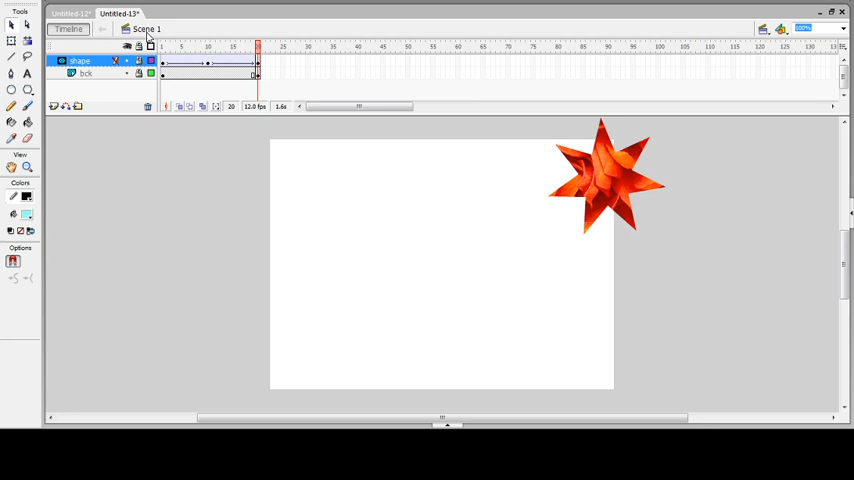 Tools
Untitled-12*
Untitled-13*
Timeline
Scene 1
100%
1 5 10 15 20 25 30 35 40 45 50 55 60 65 70 75 80 85 90 95 100 105 110 115 120 125 130 13
shape
bck
20 12.0 fps 1.6s
A
View
Colors
Options